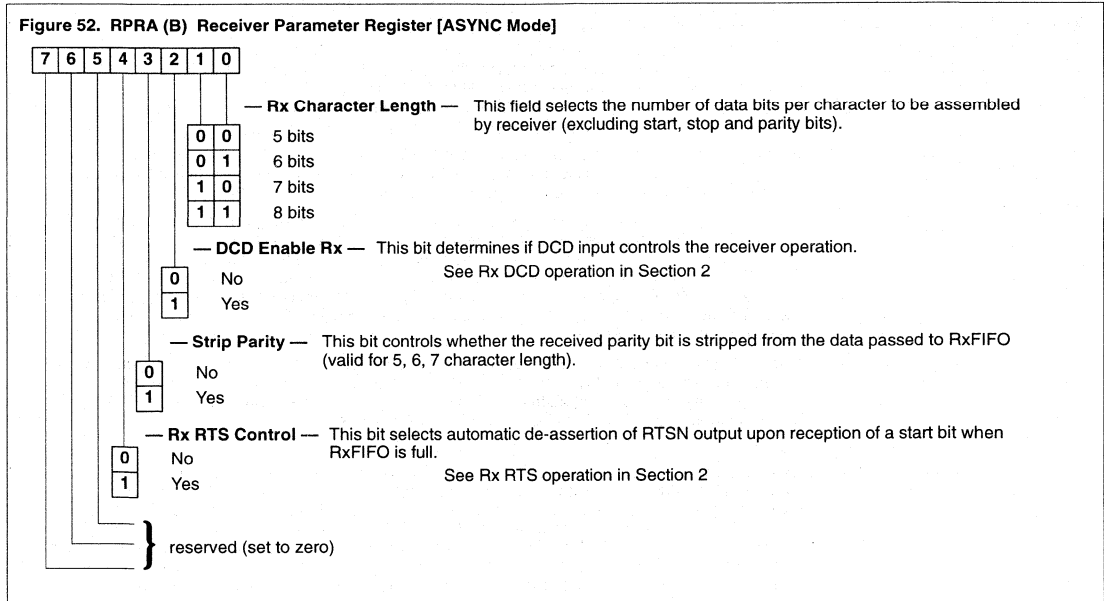 Figure 52. RPRA (B) Receiver Parameter Register [ASYNC Mode]
7 6 5 4 3 2 1 0
— Rx Character Length — This field selects the number of data bits per character to be assembled
by receiver (excluding start, stop and parity bits).
0 0 5 bits
0 1 6 bits
1 0 7 bits
1 1 8 bits
— DCD Enable Rx — This bit determines if DCD input controls the receiver operation.
See Rx DCD operation in Section 2
0 No
1 Yes
— Strip Parity — This bit controls whether the received parity bit is stripped from the data passed to RxFIFO
(valid for 5, 6, 7 character length).
0 No
1 Yes
— Rx RTS Control — This bit selects automatic de-assertion of RTSN output upon reception of a start bit when
RxFIFO is full.
0 No
See Rx RTS operation in Section 2
1 Yes
} reserved (set to zero)